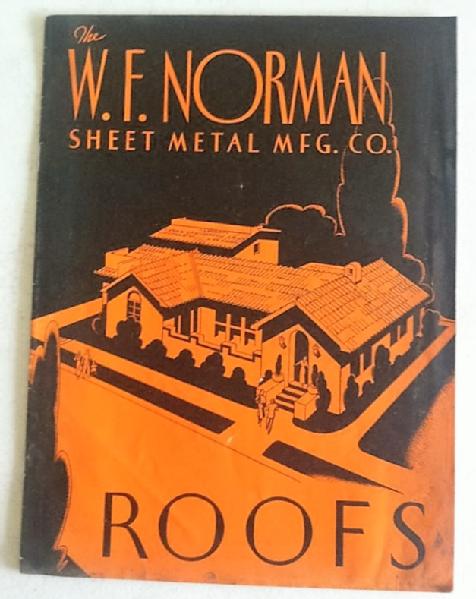 The
W.F. NORMAN
SHEET METAL MFG. CO.
ROOFS